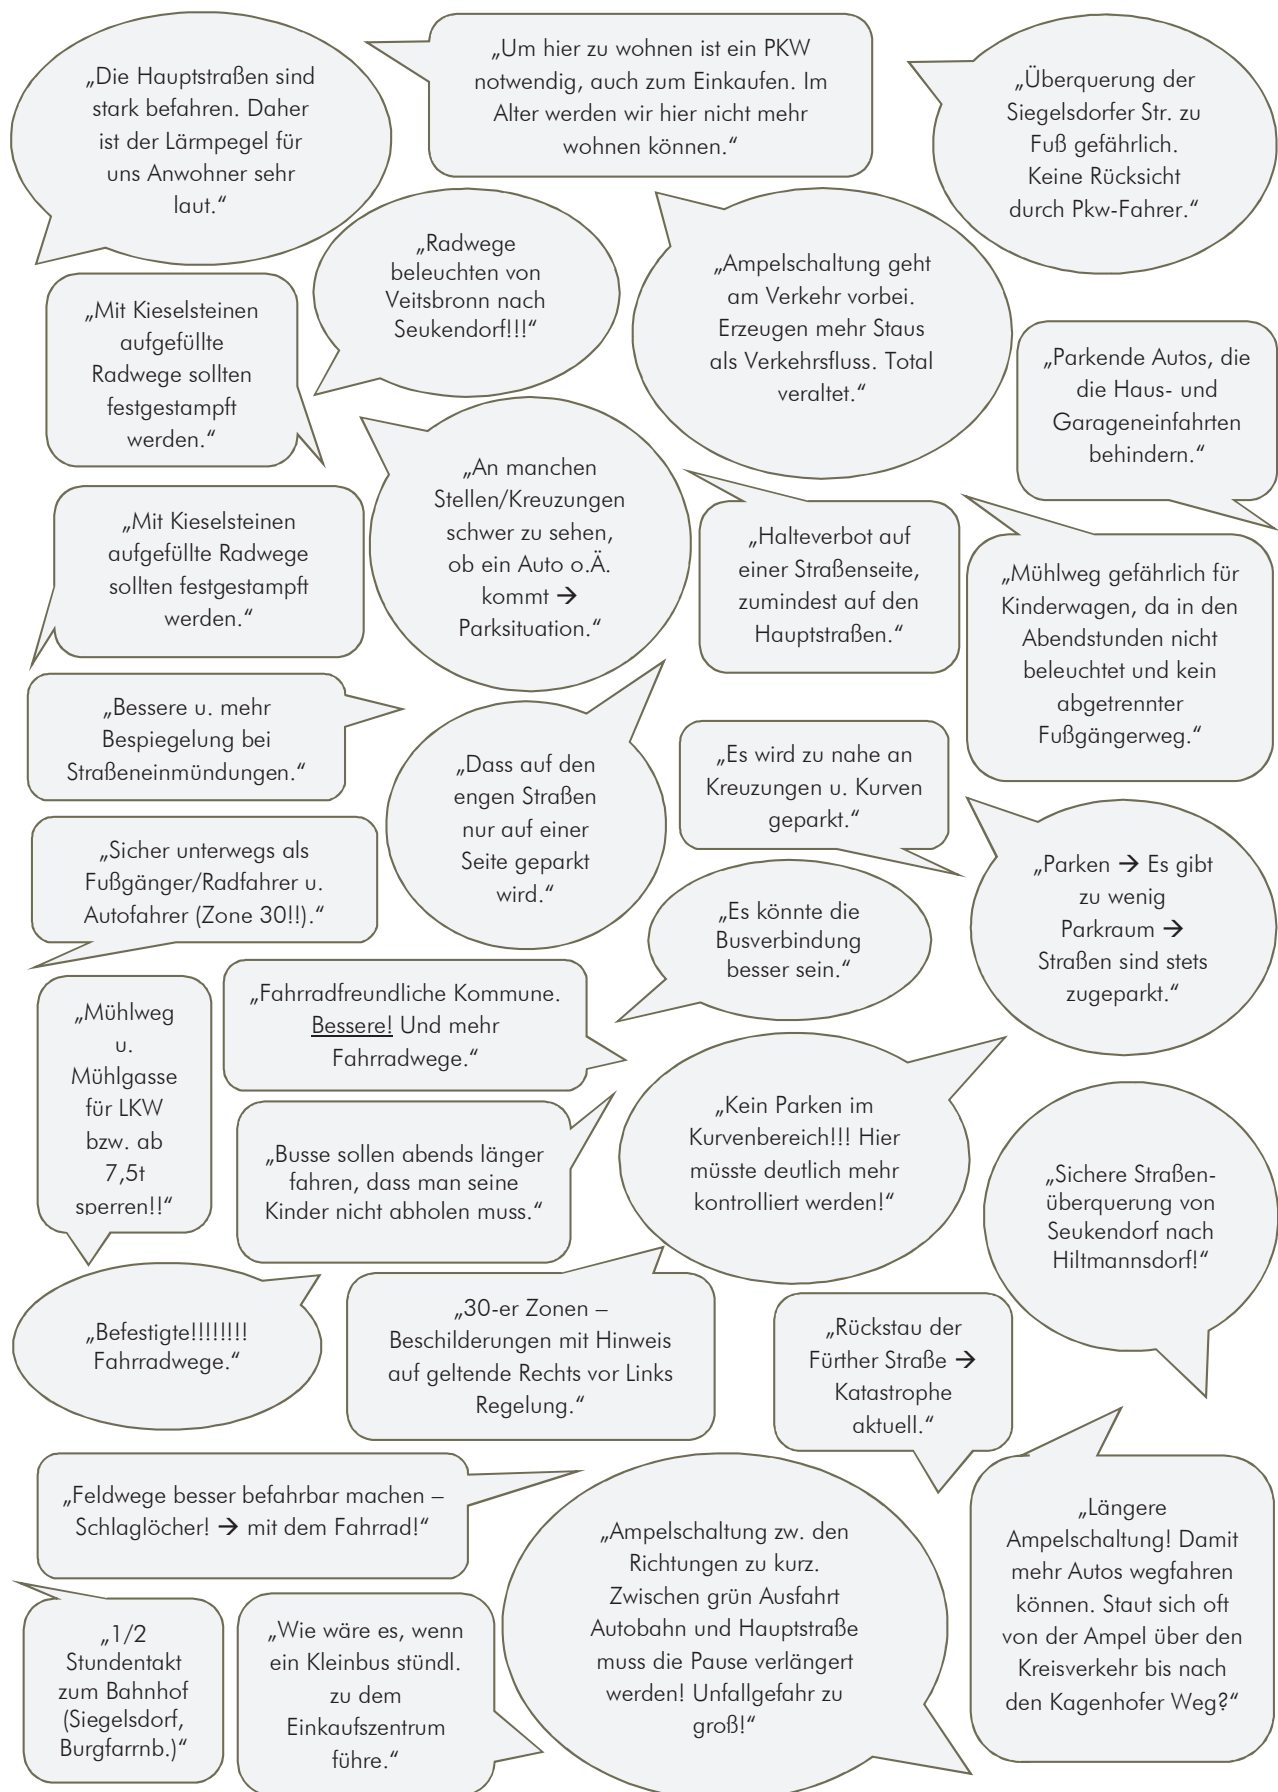 „Die Hauptstraßen sind
stark befahren. Daher
ist der Lärmpegel für
uns Anwohner sehr
laut.“
„Um hier zu wohnen ist ein PKW
notwendig, auch zum Einkaufen. Im
Alter werden wir hier nicht mehr
wohnen können.“
„Überquerung der
Siegelsdorfer Str. zu
Fuß gefährlich.
Keine Rücksicht
durch Pkw-Fahrer.“
„Radwege
beleuchten von
Veitsbronn nach
Seukendorf!!!“
„Ampelschaltung geht
am Verkehr vorbei.
Erzeugen mehr Staus
als Verkehrsfluss. Total
veraltet.“
„Mit Kieselsteinen
aufgefüllte
Radwege sollten
festgestampft
werden.“
„Parkende Autos, die
die Haus- und
Garageneinfahrten
behindern.“
„An manchen
Stellen/Kreuzungen
schwer zu sehen,
ob ein Auto o.Ä.
kommt →
Parksituation.“
„Mit Kieselsteinen
aufgefüllte Radwege
sollten festgestampft
werden.“
„Halteverbot auf
einer Straßenseite,
zumindest auf den
Hauptstraßen.“
„Mühlweg gefährlich für
Kinderwagen, da in den
Abendstunden nicht
beleuchtet und kein
abgetrennter
Fußgängerweg.“
„Bessere u. mehr
Bespiegelung bei
Straßeneinmündungen.“
„Dass auf den
engen Straßen
nur auf einer
Seite geparkt
wird.“
„Es wird zu nahe an
Kreuzungen u. Kurven
geparkt.“
„Sicher unterwegs als
Fußgänger/Radfahrer u.
Autofahrer (Zone 30!!).“
„Parken → Es gibt
zu wenig
Parkraum →
Straßen sind stets
zugeparkt.“
„Es könnte die
Busverbindung
besser sein.“
„Mühlweg
u.
Mühlgasse
für LKW
bzw. ab
7,5t
sperren!!“
„Fahrradfreundliche Kommune.
Bessere! Und mehr
Fahrradwege.“
„Kein Parken im
Kurvenbereich!!! Hier
müsste deutlich mehr
kontrolliert werden!“
„Busse sollen abends länger
fahren, dass man seine
Kinder nicht abholen muss.“
„Sichere Straßen-
überquerung von
Seukendorf nach
Hiltmannsdorf!“
„Befestigte!!!!!!!!
Fahrradwege.“
„30-er Zonen –
Beschilderungen mit Hinweis
auf geltende Rechts vor Links
Regelung.“
„Rückstau der
Fürther Straße →
Katastrophe
aktuell.“
„Feldwege besser befahrbar machen –
Schlaglöcher! → mit dem Fahrrad!“
„Ampelschaltung zw. den
Richtungen zu kurz.
Zwischen grün Ausfahrt
Autobahn und Hauptstraße
muss die Pause verlängert
werden! Unfallgefahr zu
groß!“
„Längere
Ampelschaltung! Damit
mehr Autos wegfahren
können. Staut sich oft
von der Ampel über den
Kreisverkehr bis nach
den Kagenhofer Weg?“
„1/2
Stundentakt
zum Bahnhof
(Siegelsdorf,
Burgfarrnb.)“
„Wie wäre es, wenn
ein Kleinbus stündl.
zu dem
Einkaufszentrum
führe.“